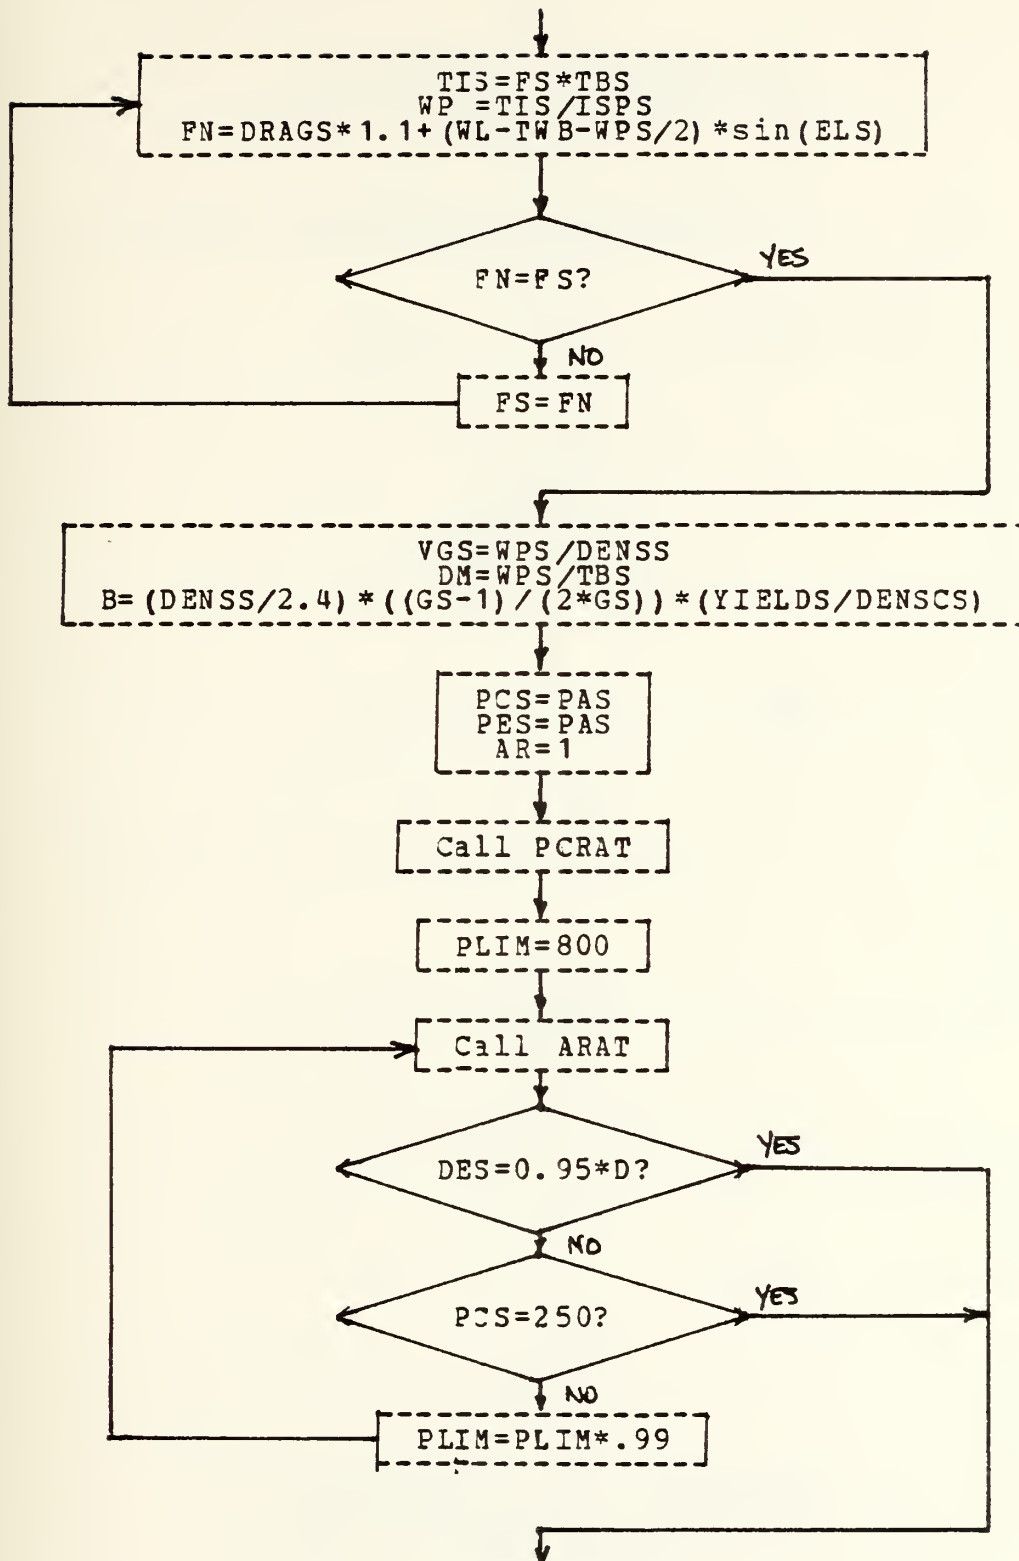 TIS=FS*TBS
WP =TIS/ISPS
FN=DRAGS*1.1+(WL-TWB-WPS/2)*sin(ELS)
FN=FS?
YES
NO
FS=FN
VGS=WPS/DENSS
DM=WPS/TBS
B=(DENSS/2.4)*((GS-1)/(2*GS))*(YIELDS/DENSCS)
PCS=PAS
PES=PAS
AR=1
Call PCRAT
PLIM=800
Call ARAT
DES=0.95*D?
YES
NO
PCS=250?
YES
NO
PLIM=PLIM*.99